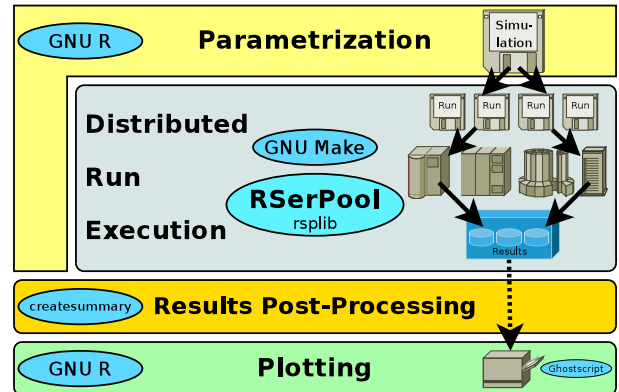 GNU R
Parametrization
Simu-
lation
Run
Run
Run
Run
Distributed
Run
Execution
GNU Make
RSerPool
rsplib
Results
createsummary
Results Post-Processing
GNU R
Plotting
Ghostscript